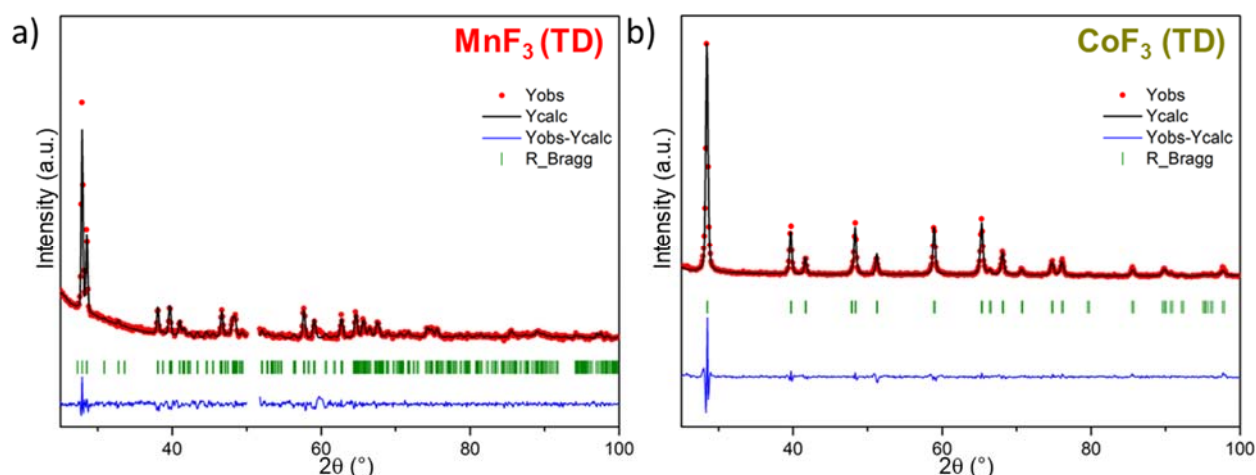 a)
MnF₃ (TD)
Yobs
Ycalc
Yobs-Ycalc
R_Bragg
Intensity (a.u.)
40 60 80 100
2θ (°)
b)
CoF₃ (TD)
Yobs
Ycalc
Yobs-Ycalc
R_Bragg
Intensity (a.u.)
40 60 80 100
2θ (°)